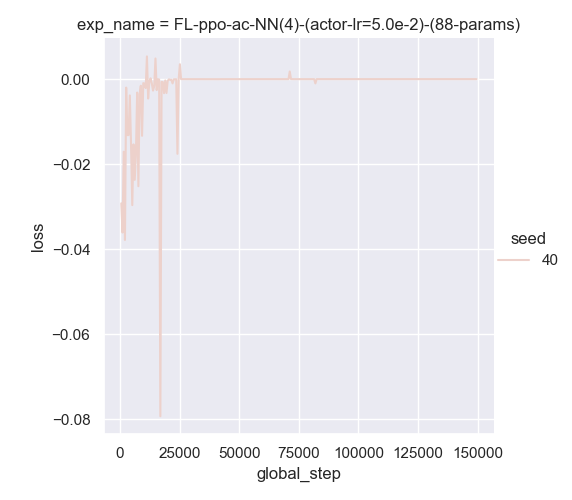 exp_name = FL-ppo-ac-NN(4)-(actor-lr=5.0e-2)-(88-params)
0.00
−0.02
−0.04
−0.06
−0.08
loss
0 25000 50000 75000 100000 125000 150000
global_step
seed
40